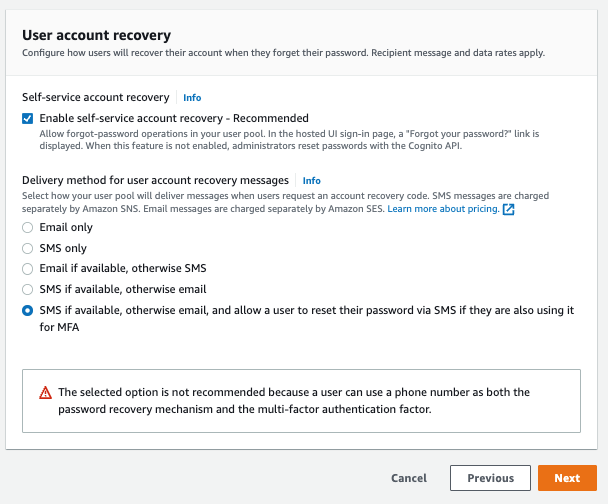 User account recovery
Configure how users will recover their account when they forget their password. Recipient message and data rates apply.
Self-service account recovery Info
Enable self-service account recovery - Recommended
Allow forgot-password operations in your user pool. In the hosted UI sign-in page, a "Forgot your password?" link is
displayed. When this feature is not enabled, administrators reset passwords with the Cognito API.
Delivery method for user account recovery messages Info
Select how your user pool will deliver messages when users request an account recovery code. SMS messages are charged
separately by Amazon SNS. Email messages are charged separately by Amazon SES. Learn more about pricing.
Email only
SMS only
Email if available, otherwise SMS
SMS if available, otherwise email
SMS if available, otherwise email, and allow a user to reset their password via SMS if they are also using it
for MFA
The selected option is not recommended because a user can use a phone number as both the
password recovery mechanism and the multi-factor authentication factor.
Cancel Previous Next